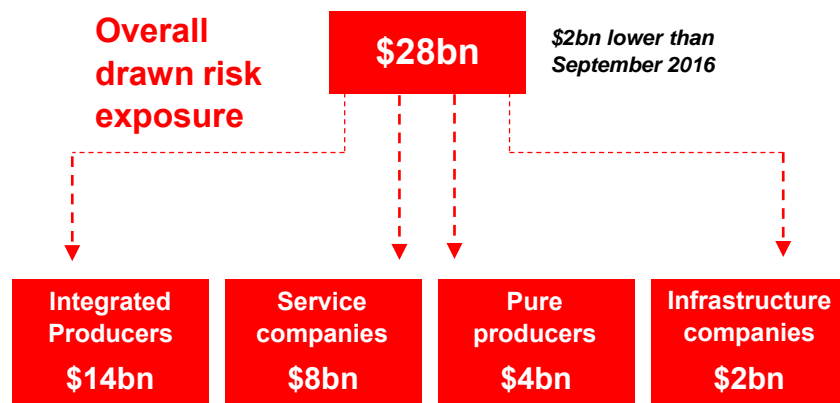 Overall
drawn risk
exposure
$28bn
$2bn lower than
September 2016
Integrated
Producers
$14bn
Service
companies
$8bn
Pure
producers
$4bn
Infrastructure
companies
$2bn